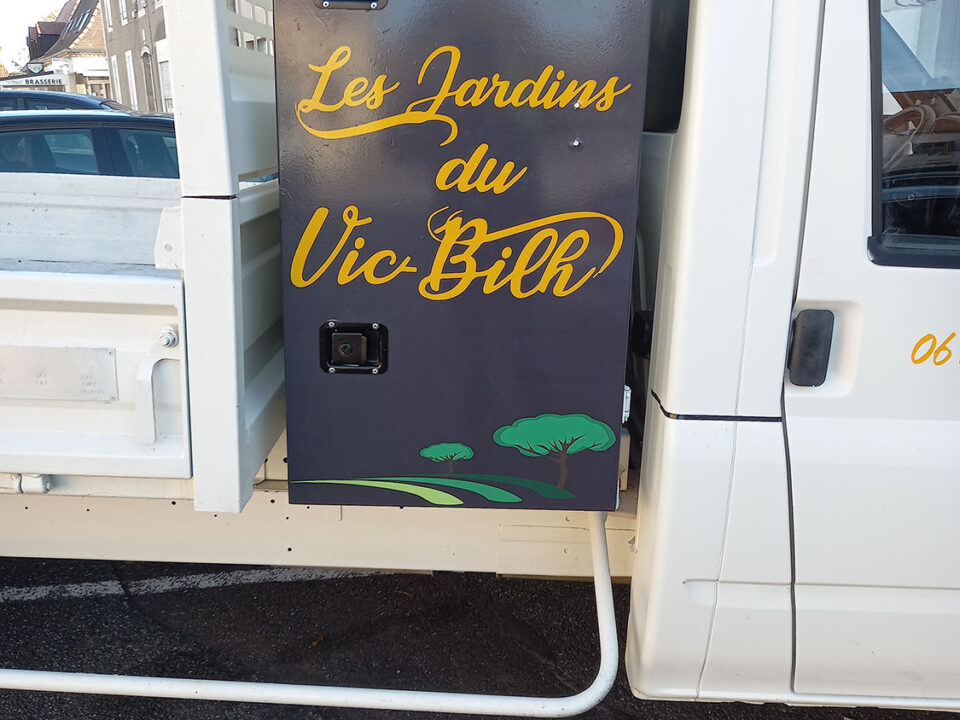 BRASSERIE
Les Jardins
du
Vic-Bilh
06